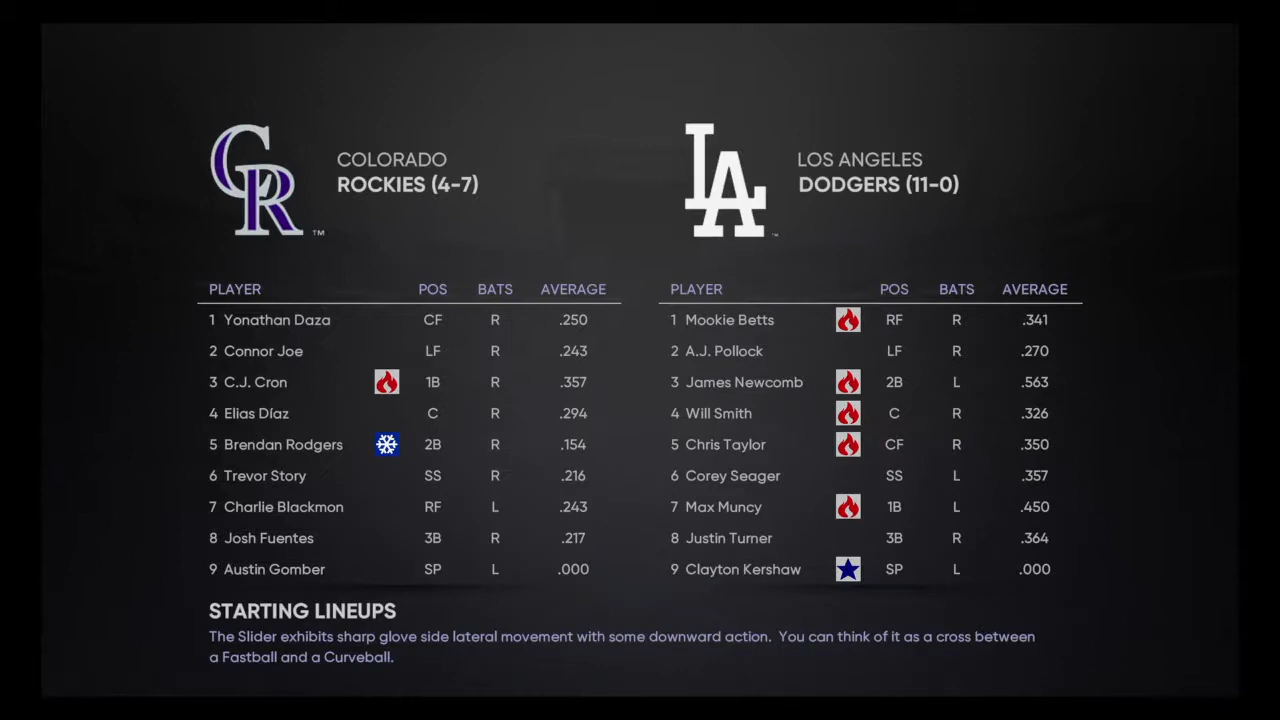 COLORADO
ROCKIES (4-7)
LOS ANGELES
DODGERS (11-0)
PLAYER POS BATS AVERAGE
1 Yonathan Daza CF R .250
2 Connor Joe LF R .243
3 C.J. Cron 1B R .357
4 Elias Díaz C R .294
5 Brendan Rodgers 2B R .154
6 Trevor Story SS R .216
7 Charlie Blackmon RF L .243
8 Josh Fuentes 3B R .217
9 Austin Gomber SP L .000
PLAYER POS BATS AVERAGE
1 Mookie Betts RF R .341
2 A.J. Pollock LF R .270
3 James Newcomb 2B L .563
4 Will Smith C R .326
5 Chris Taylor CF R .350
6 Corey Seager SS L .357
7 Max Muncy 1B L .450
8 Justin Turner 3B R .364
9 Clayton Kershaw SP L .000
STARTING LINEUPS
The Slider exhibits sharp glove side lateral movement with some downward action. You can think of it as a cross between
a Fastball and a Curveball.
CR ™
LA ™